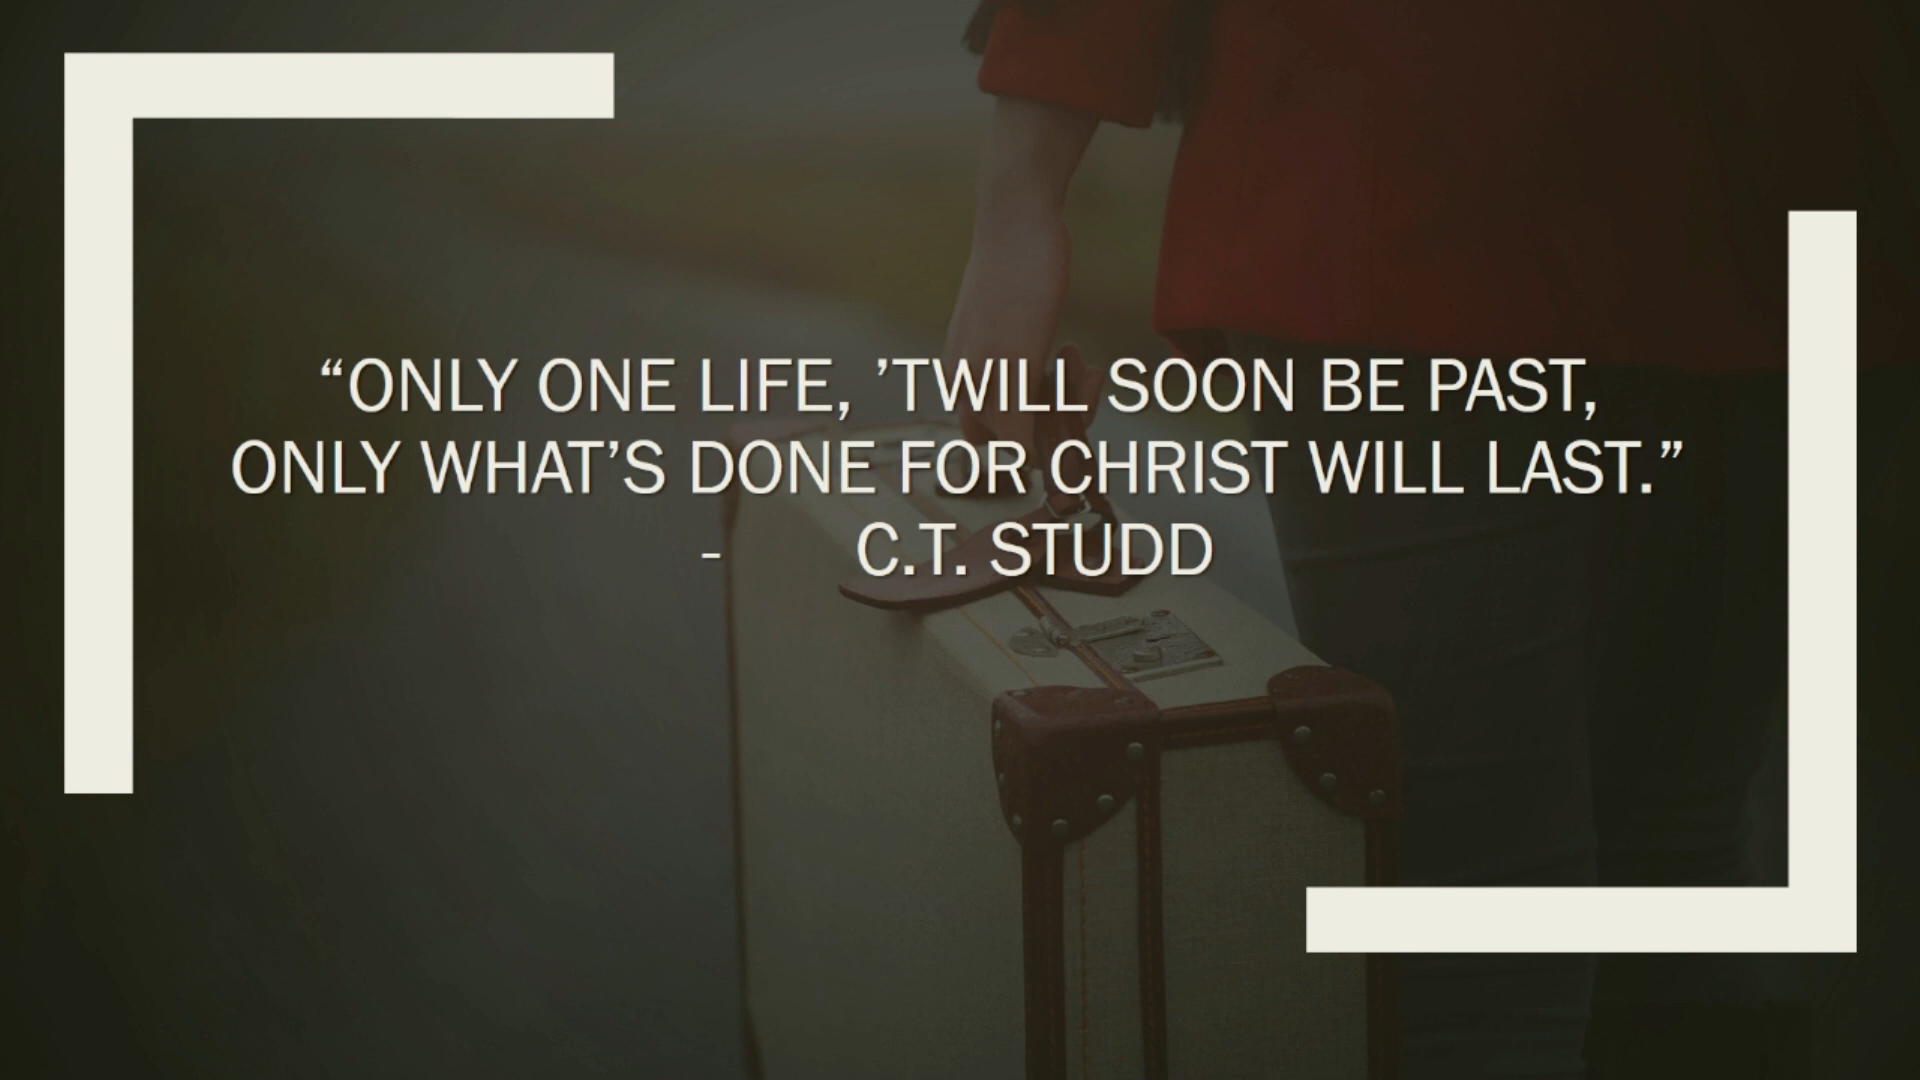 “ONLY ONE LIFE, ’TWILL SOON BE PAST,
ONLY WHAT’S DONE FOR CHRIST WILL LAST.”
- C.T. STUDD